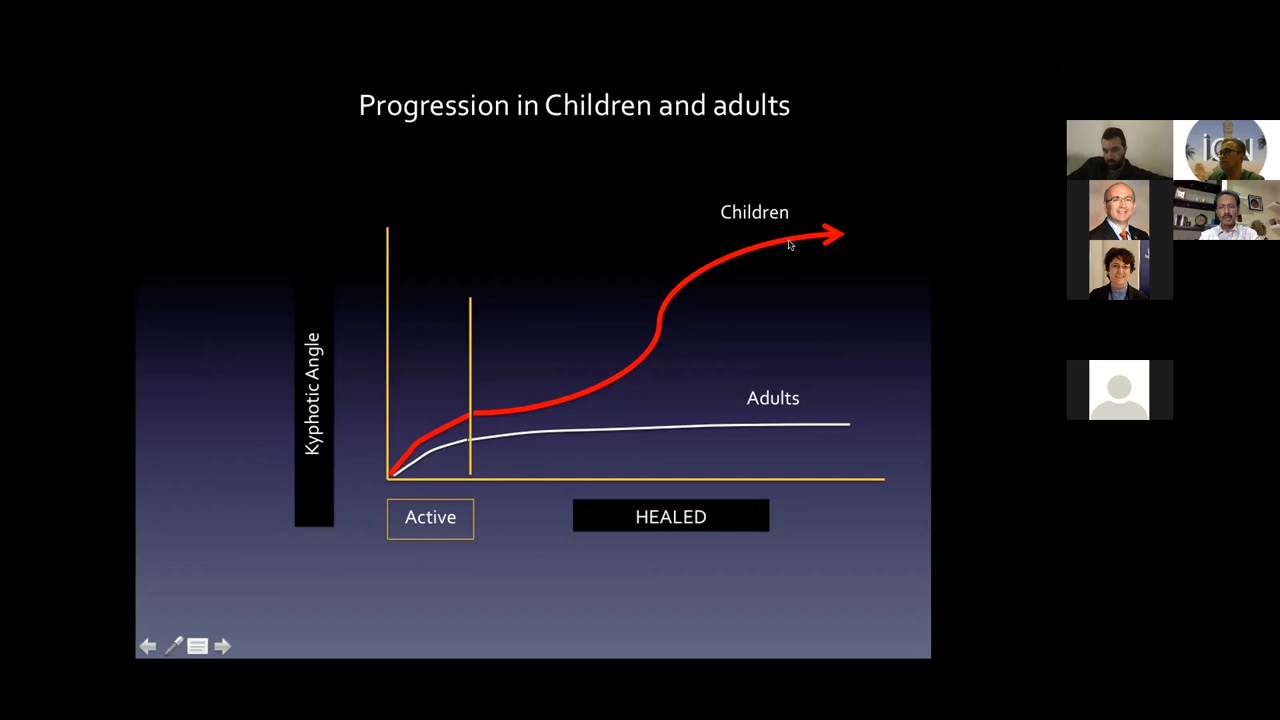 Progression in Children and adults
Children
Kyphotic Angle
Adults
Active
HEALED